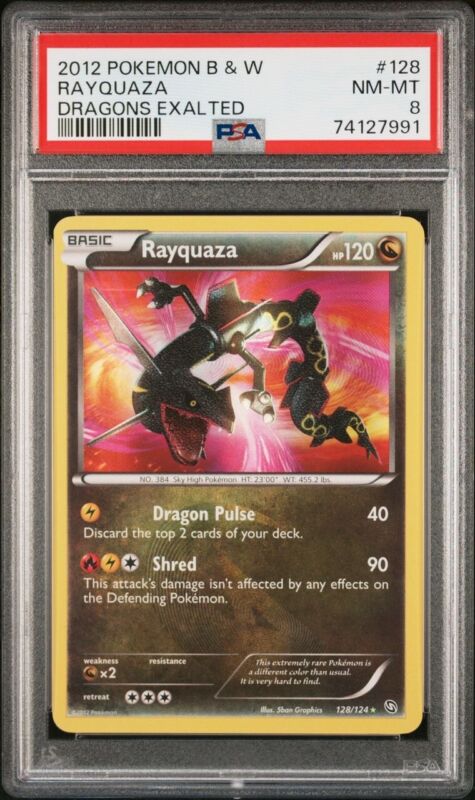 2012 POKEMON B & W #128
RAYQUAZA NM-MT
DRAGONS EXALTED 8
PSA 74127991
BASIC Rayquaza HP120
NO. 384 Sky High Pokémon. HT: 23'00" WT: 455.2 lbs.
Dragon Pulse 40
Discard the top 2 cards of your deck.
Shred 90
This attack's damage isn't affected by any effects on
the Defending Pokémon.
weakness resistance
×2
retreat
This extremely rare Pokémon is
a different color than usual.
It is very hard to find.
©2012 Pokémon Illus. 5ban Graphics 128/124
PSA